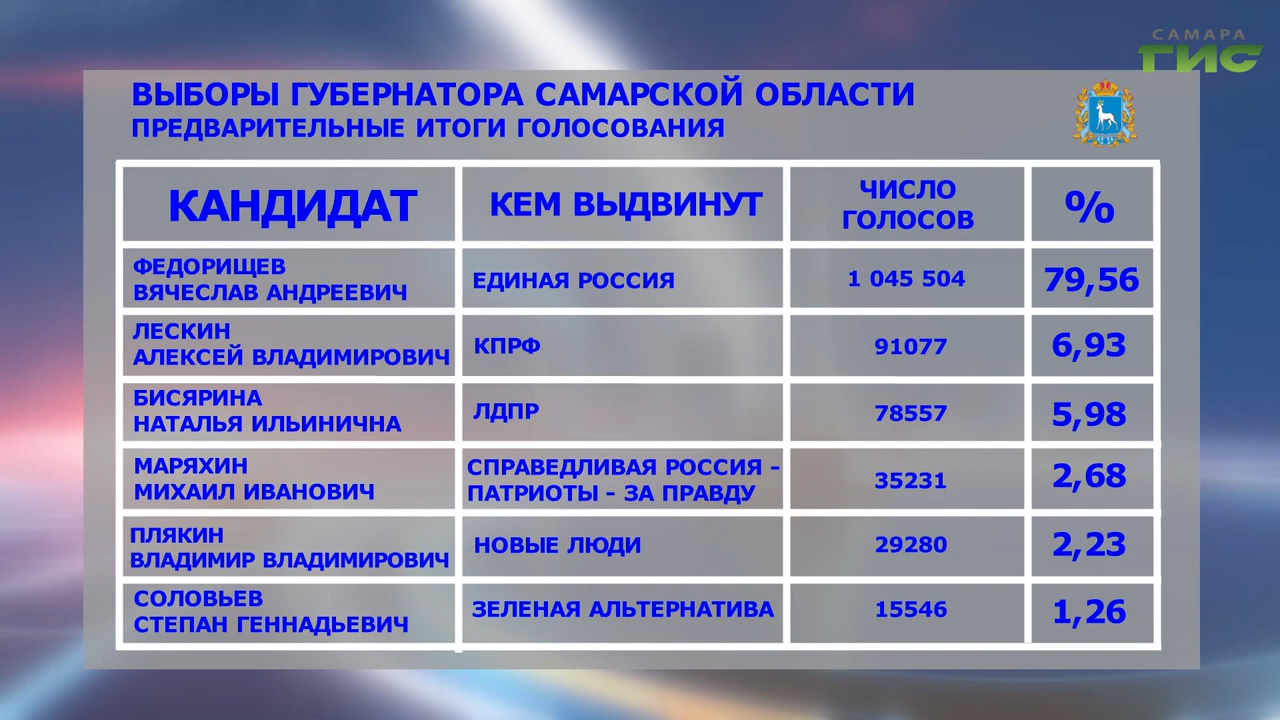 САМАРА
ГИС
ВЫБОРЫ ГУБЕРНАТОРА САМАРСКОЙ ОБЛАСТИ
ПРЕДВАРИТЕЛЬНЫЕ ИТОГИ ГОЛОСОВАНИЯ
КАНДИДАТ
КЕМ ВЫДВИНУТ
ЧИСЛО
ГОЛОСОВ
%
ФЕДОРИЩЕВ
ВЯЧЕСЛАВ АНДРЕЕВИЧ
ЕДИНАЯ РОССИЯ
1 045 504
79,56
ЛЕСКИН
АЛЕКСЕЙ ВЛАДИМИРОВИЧ
КПРФ
91077
6,93
БИСЯРИНА
НАТАЛЬЯ ИЛЬИНИЧНА
ЛДПР
78557
5,98
МАРЯХИН
МИХАИЛ ИВАНОВИЧ
СПРАВЕДЛИВАЯ РОССИЯ -
ПАТРИОТЫ - ЗА ПРАВДУ
35231
2,68
ПЛЯКИН
ВЛАДИМИР ВЛАДИМИРОВИЧ
НОВЫЕ ЛЮДИ
29280
2,23
СОЛОВЬЕВ
СТЕПАН ГЕННАДЬЕВИЧ
ЗЕЛЕНАЯ АЛЬТЕРНАТИВА
15546
1,26